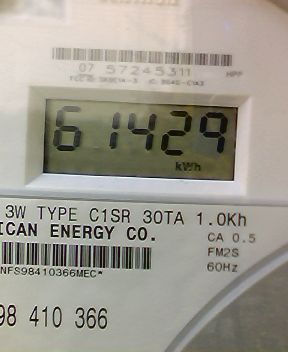 07 57245311 HPP
61429
kWh
3W TYPE C1SR 30TA 1.0Kh
ICAN ENERGY CO.
CA 0.5
FM2S
NFS98410366MEC*
60Hz
98 410 366